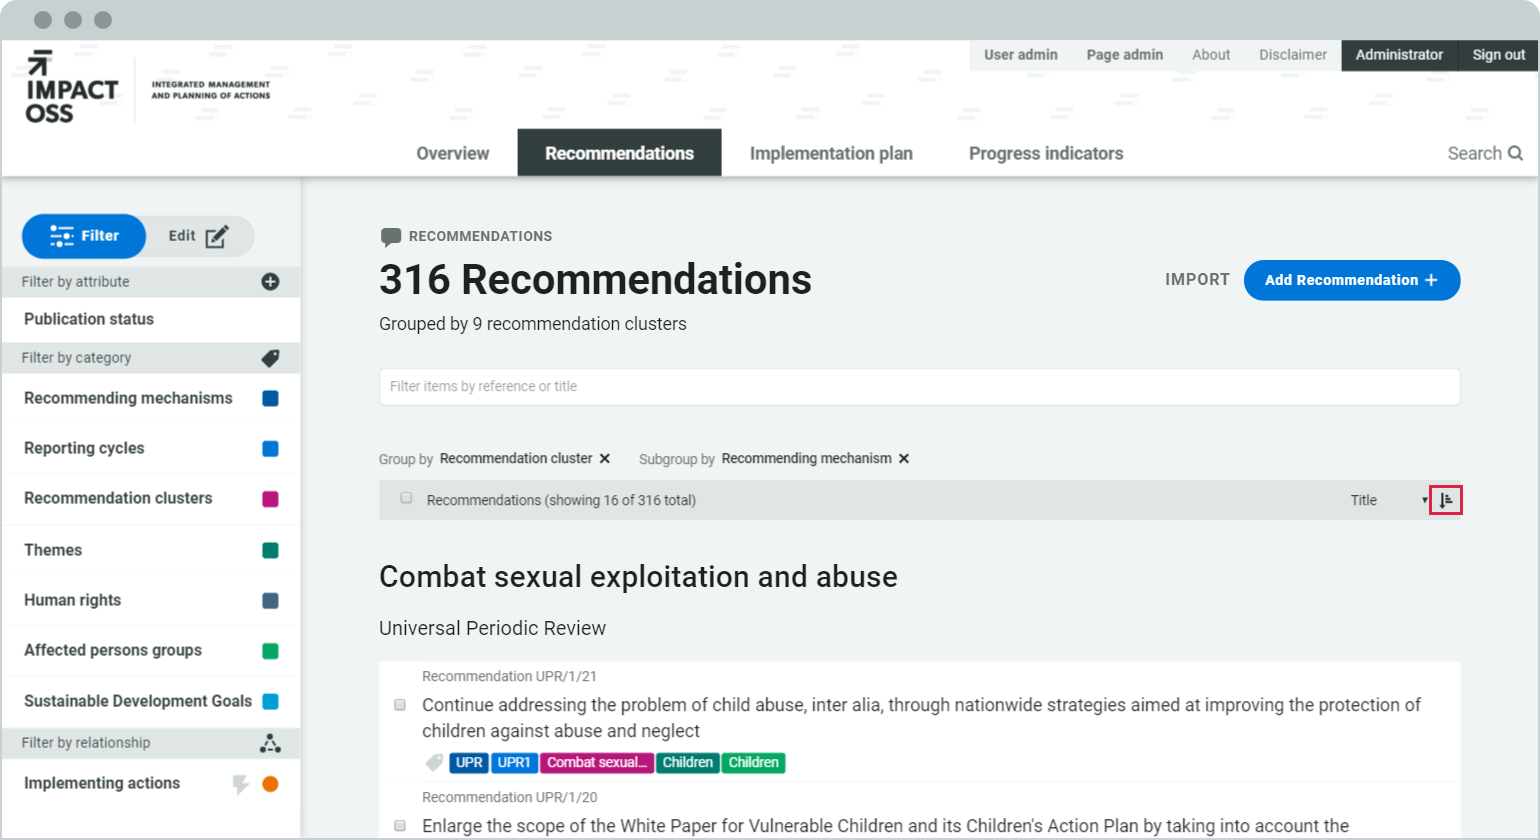 User admin Page admin About Disclaimer Administrator Sign out
IMPACT
OSS
INTEGRATED MANAGEMENT
AND PLANNING OF ACTIONS
Overview Recommendations Implementation plan Progress indicators Search
Filter Edit
Filter by attribute
Publication status
Filter by category
Recommending mechanisms
Reporting cycles
Recommendation clusters
Themes
Human rights
Affected persons groups
Sustainable Development Goals
Filter by relationship
Implementing actions
RECOMMENDATIONS
316 Recommendations
IMPORT Add Recommendation +
Grouped by 9 recommendation clusters
Filter items by reference or title
Group by Recommendation cluster Subgroup by Recommending mechanism
Recommendations (showing 16 of 316 total) Title
Combat sexual exploitation and abuse
Universal Periodic Review
Recommendation UPR/1/21
Continue addressing the problem of child abuse, inter alia, through nationwide strategies aimed at improving the protection of
children against abuse and neglect
UPR UPR1 Combat sexual... Children Children
Recommendation UPR/1/20
Enlarge the scope of the White Paper for Vulnerable Children and its Children's Action Plan by taking into account the